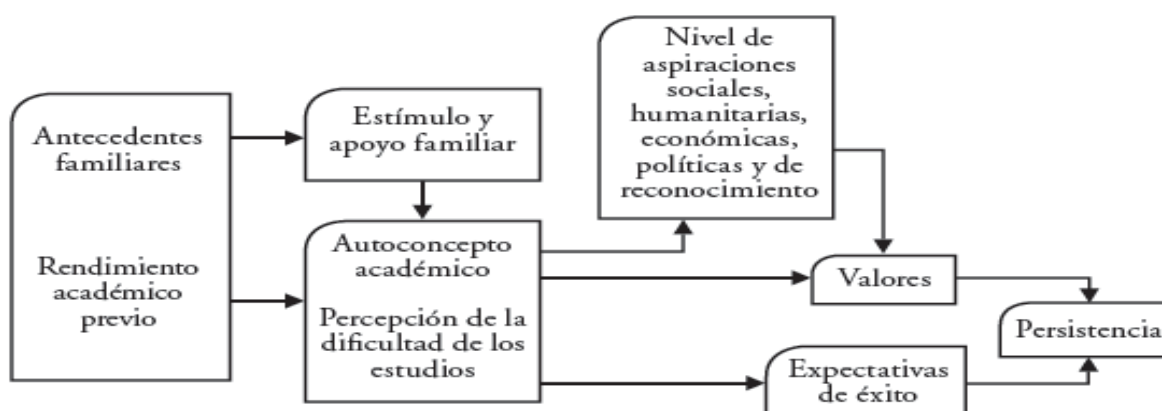 Antecedentes
familiares
Rendimiento
académico
previo
Estímulo y
apoyo familiar
Autoconcepto
académico
Percepción de la
dificultad de los
estudios
Nivel de
aspiraciones
sociales,
humanitarias,
económicas,
políticas y de
reconocimiento
Valores
Expectativas
de éxito
Persistencia